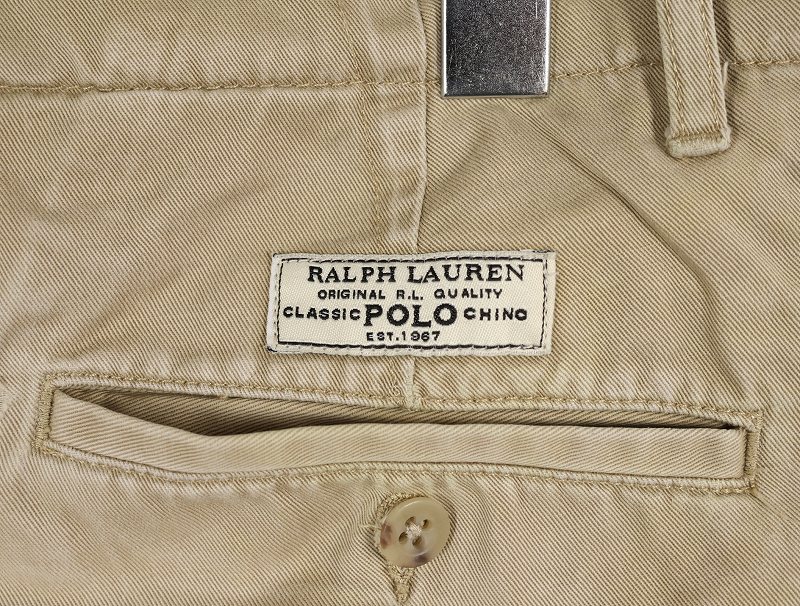 RALPH LAUREN
ORIGINAL R.L. QUALITY
CLASSIC POLO CHINO
EST. 1967